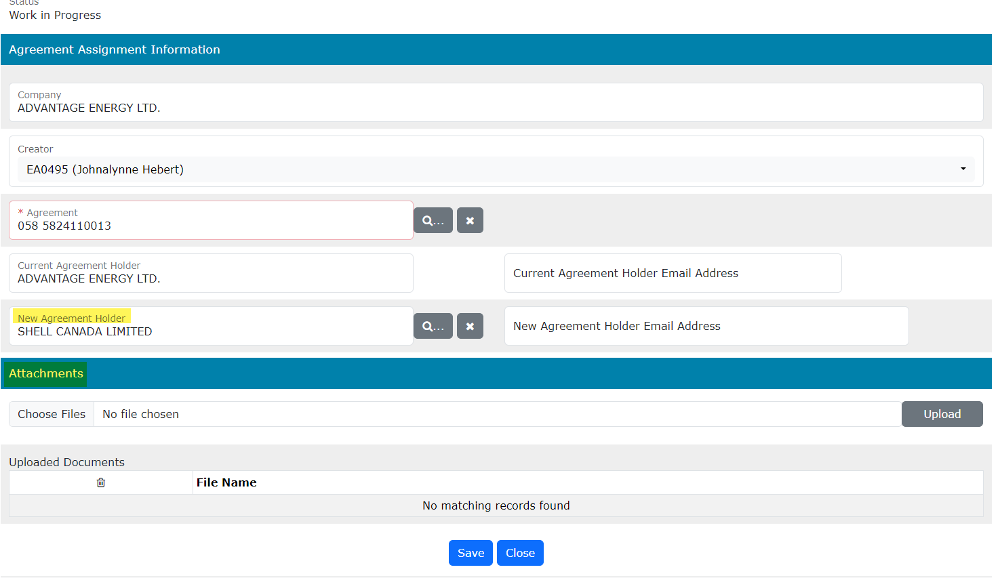 Status
Work in Progress
Agreement Assignment Information
Company
ADVANTAGE ENERGY LTD.
Creator
EA0495 (Johnalynne Hebert)
* Agreement
058 5824110013
...
Current Agreement Holder
ADVANTAGE ENERGY LTD.
Current Agreement Holder Email Address
New Agreement Holder
SHELL CANADA LIMITED
...
New Agreement Holder Email Address
Attachments
Choose Files No file chosen Upload
Uploaded Documents
File Name
No matching records found
Save Close